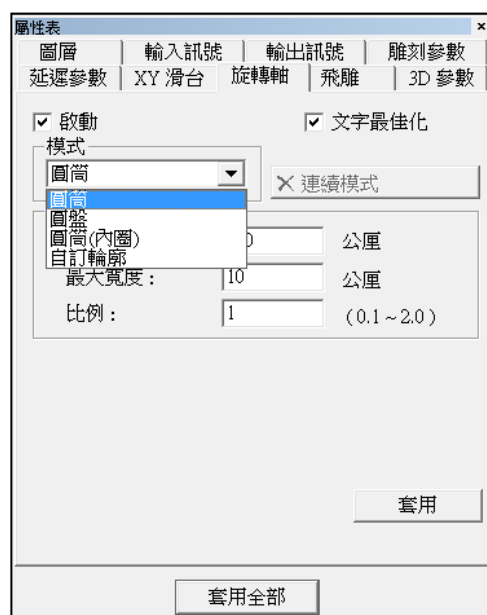 屬性表 ×
圖層 輸入訊號 輸出訊號 雕刻參數
延遲參數 XY 滑台 旋轉軸 飛雕 3D 參數
啟動 文字最佳化
模式
圓筒 連續模式
圓筒
圓盤
圓筒(內圈)
自訂輪廓
0 公厘
最大寬度： 10 公厘
比例： 1 (0.1～2.0)
套用
套用全部